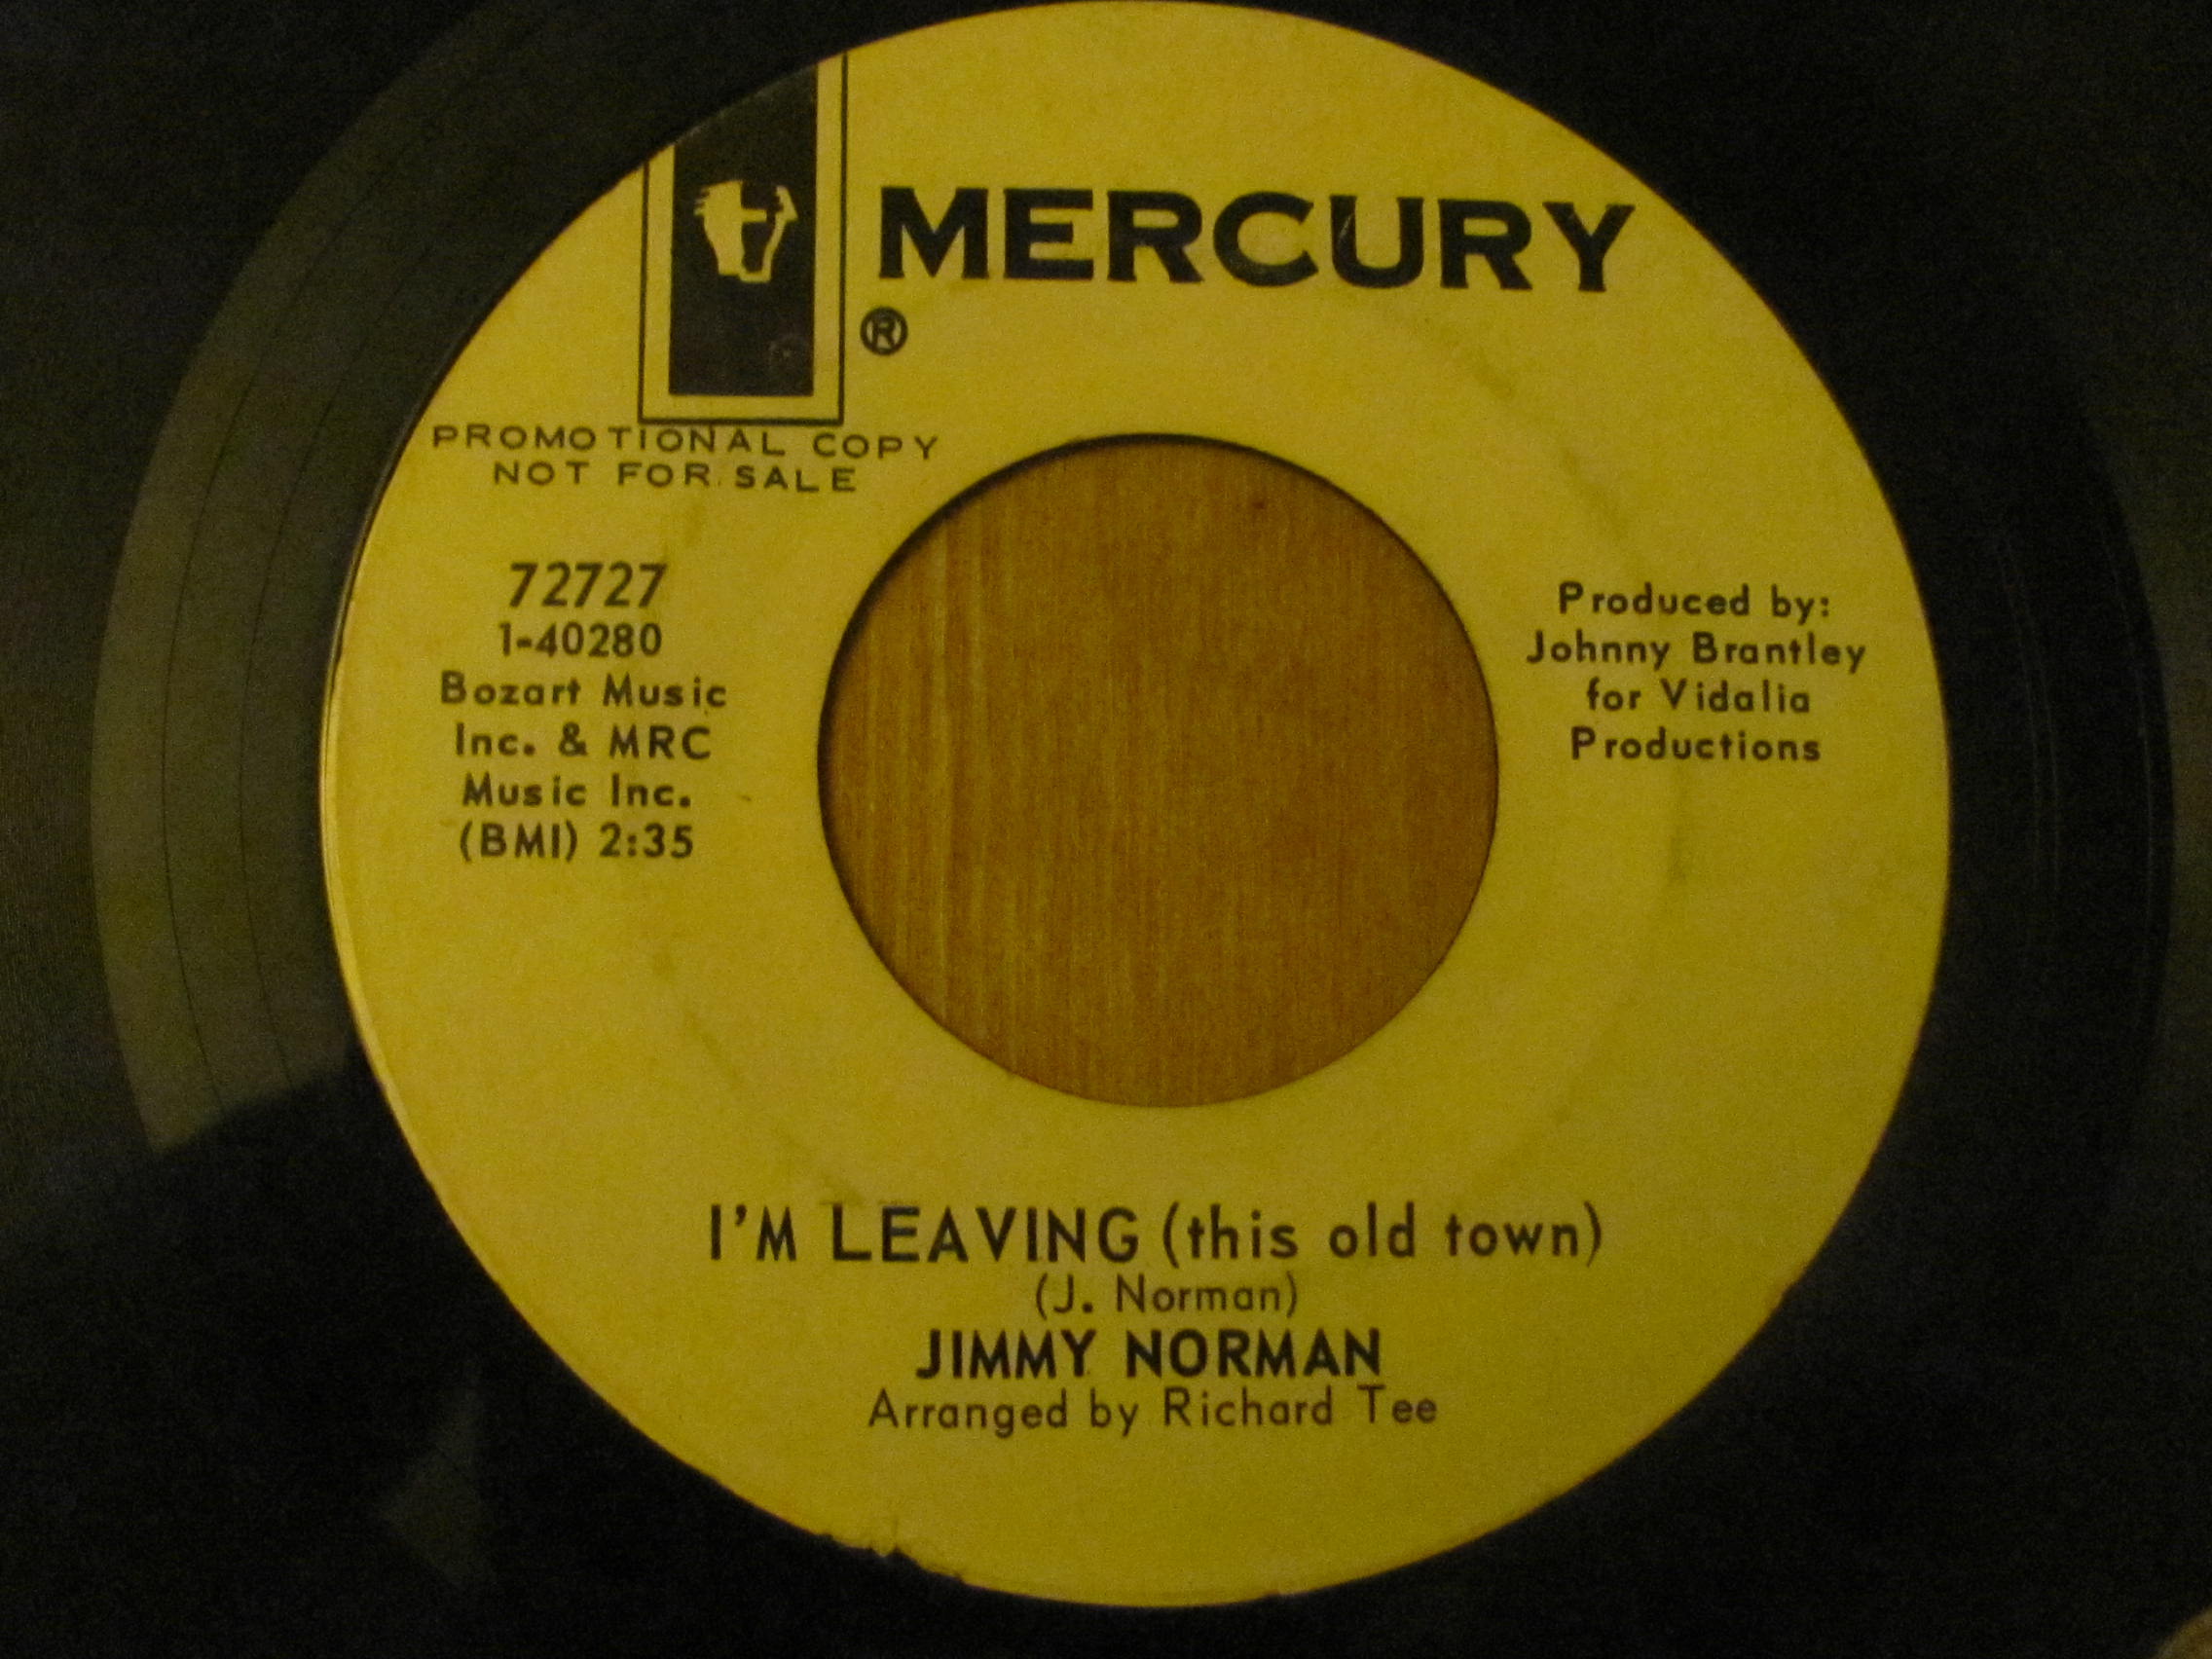 MERCURY
®
PROMOTIONAL COPY
NOT FOR SALE
72727
1-40280
Bozart Music
Inc. & MRC
Music Inc.
(BMI) 2:35
Produced by:
Johnny Brantley
for Vidalia
Productions
I'M LEAVING (this old town)
(J. Norman)
JIMMY NORMAN
Arranged by Richard Tee